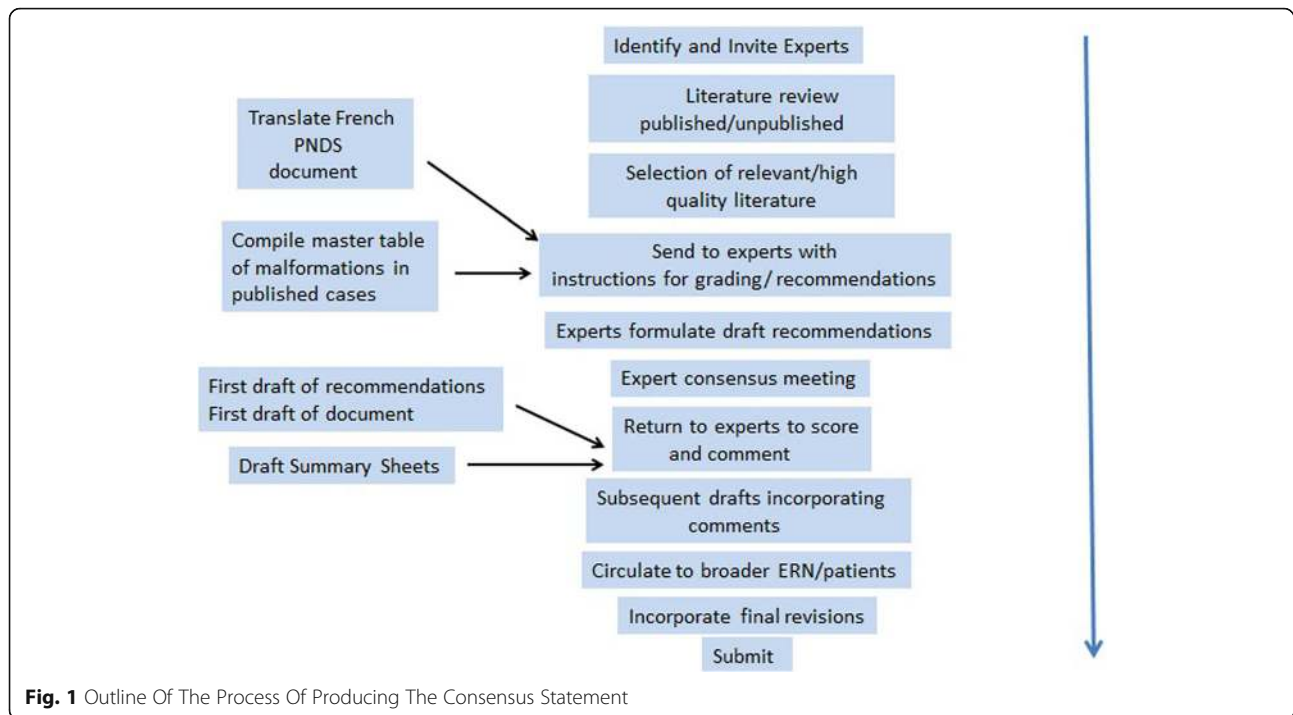 Identify and Invite Experts
Literature review
published/unpublished
Translate French
PNDS
document
Selection of relevant/high
quality literature
Compile master table
of malformations in
published cases
Send to experts with
instructions for grading/ recommendations
Experts formulate draft recommendations
Expert consensus meeting
First draft of recommendations
First draft of document
Return to experts to score
and comment
Draft Summary Sheets
Subsequent drafts incorporating
comments
Circulate to broader ERN/patients
Incorporate final revisions
Submit
Fig. 1 Outline Of The Process Of Producing The Consensus Statement